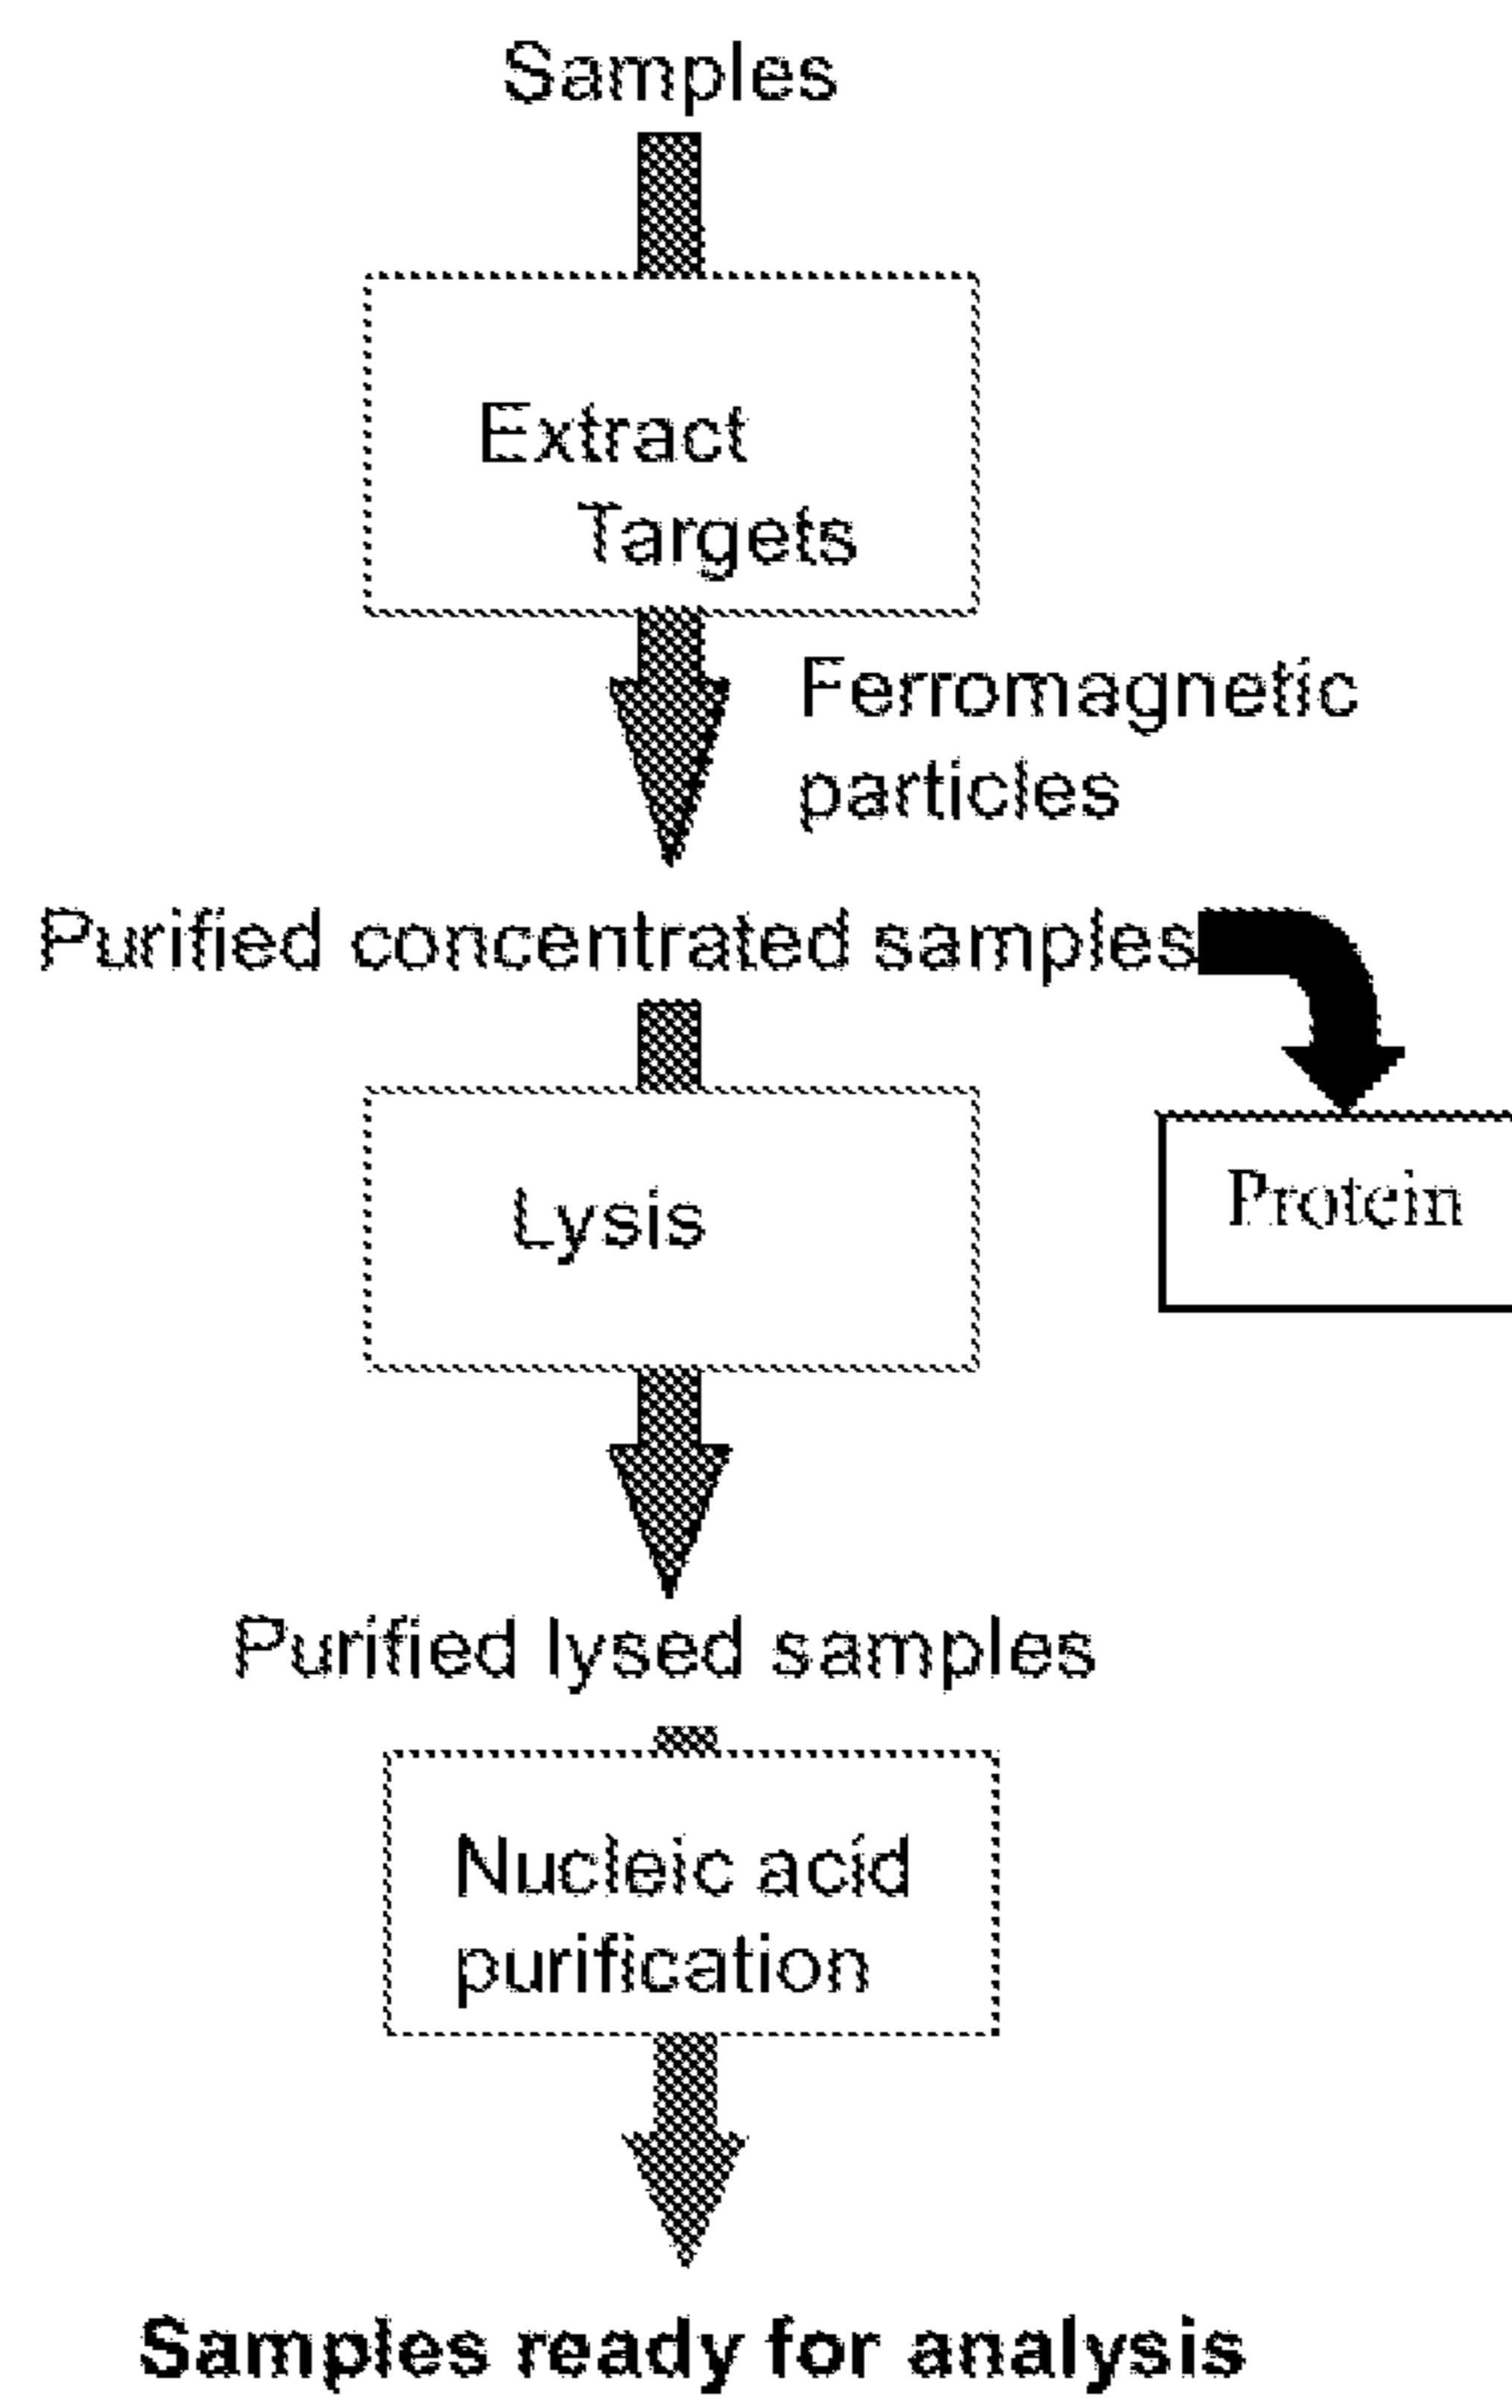 Samples
Extract
Targets
Ferromagnetic
particles
Purified concentrated samples
Protein
Lysis
Purified lysed samples
Nucleic acid
purification
Samples ready for analysis